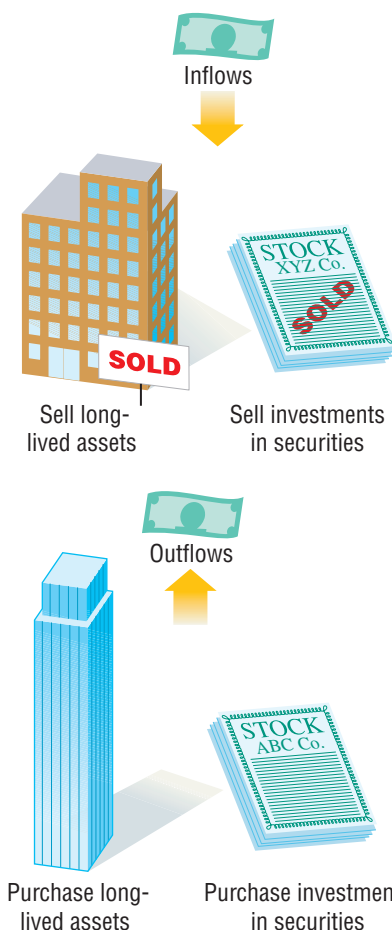 Inflows
STOCK
XYZ Co.
SOLD
SOLD
Sell long-
lived assets
Sell investments
in securities
Outflows
STOCK
ABC Co.
Purchase long-
lived assets
Purchase investmen
in securities